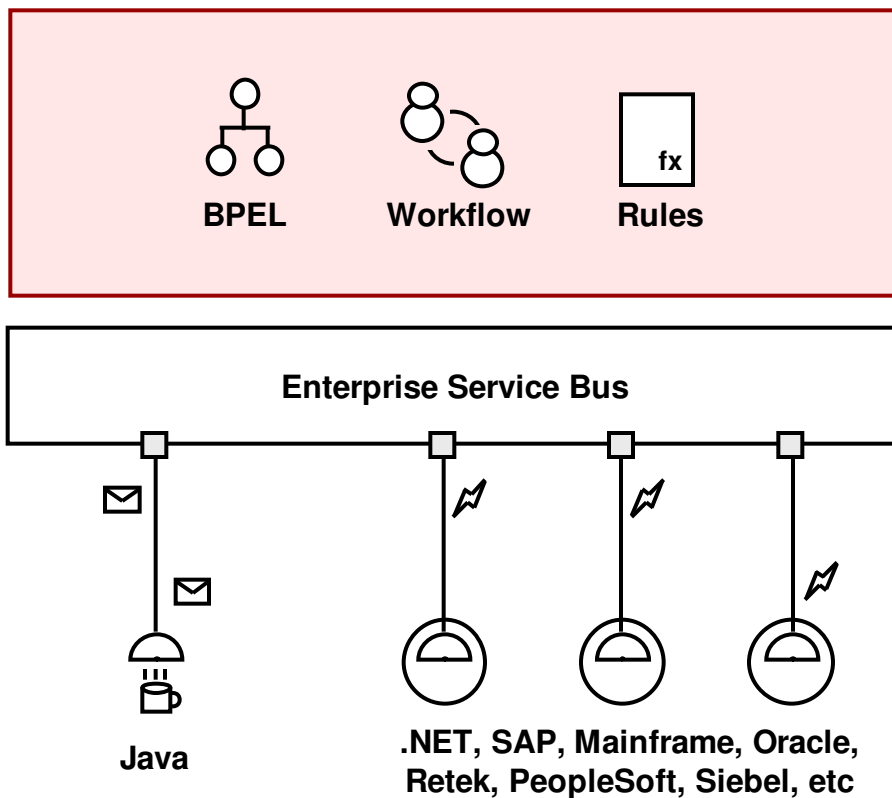 fx
BPEL
Workflow
Rules
Enterprise Service Bus
Java
.NET, SAP, Mainframe, Oracle,
Retek, PeopleSoft, Siebel, etc